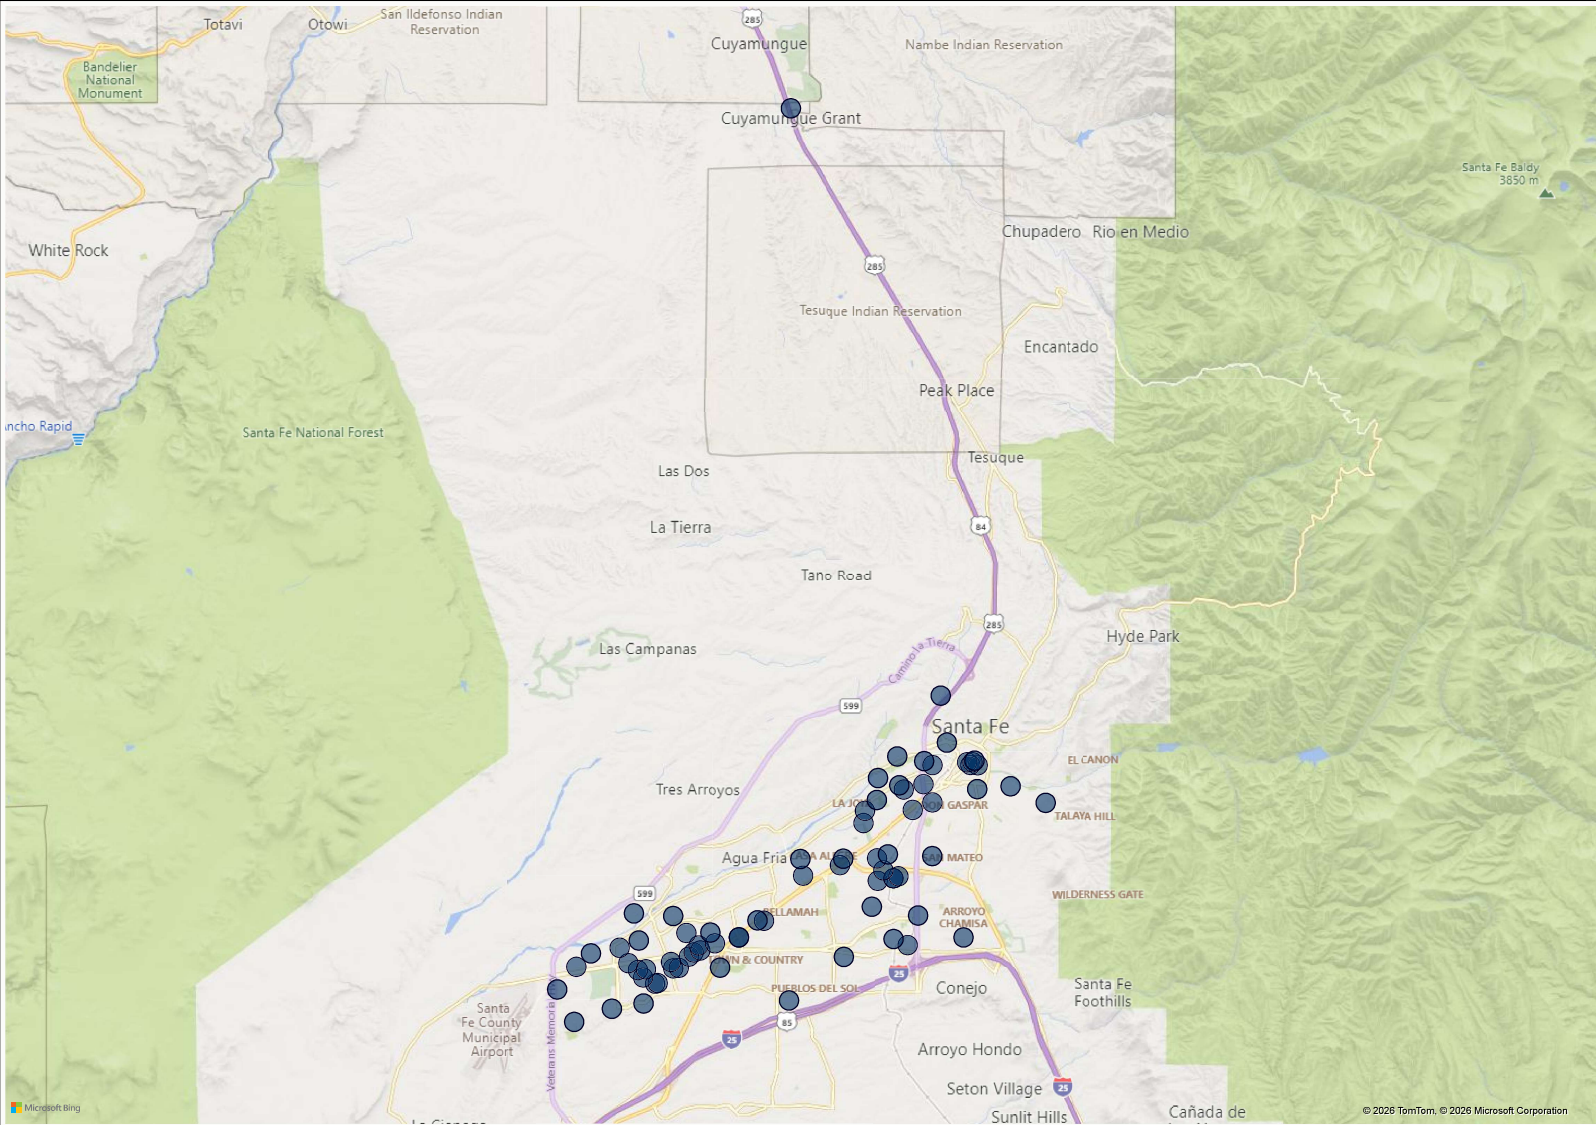 Totavi
Otowi
San Ildefonso Indian
Reservation
285
Cuyamungue
Nambe Indian Reservation
Bandelier
National
Monument
Cuyamungue Grant
Santa Fe Baldy
3850 m
White Rock
Chupadero
Rio en Medio
285
Tesuque Indian Reservation
Encantado
Peak Place
ncho Rapid
Santa Fe National Forest
Tesuque
Las Dos
La Tierra
84
Tano Road
285
Hyde Park
Las Campanas
Camino La Tierra
599
Santa Fe
EL CANON
Tres Arroyos
DON GASPAR
TALAYA HILL
Agua Fria
SAN MATEO
599
WILDERNESS GATE
BELLAMAH
ARROYO
CHAMISA
TOWN & COUNTRY
25
PUEBLOS DEL SOL
Conejo
Santa Fe
Foothills
Santa
Fe County
Municipal
Airport
85
25
Arroyo Hondo
Seton Village
25
Sunlit Hills
Cañada de
Microsoft Bing
© 2026 TomTom, © 2026 Microsoft Corporation